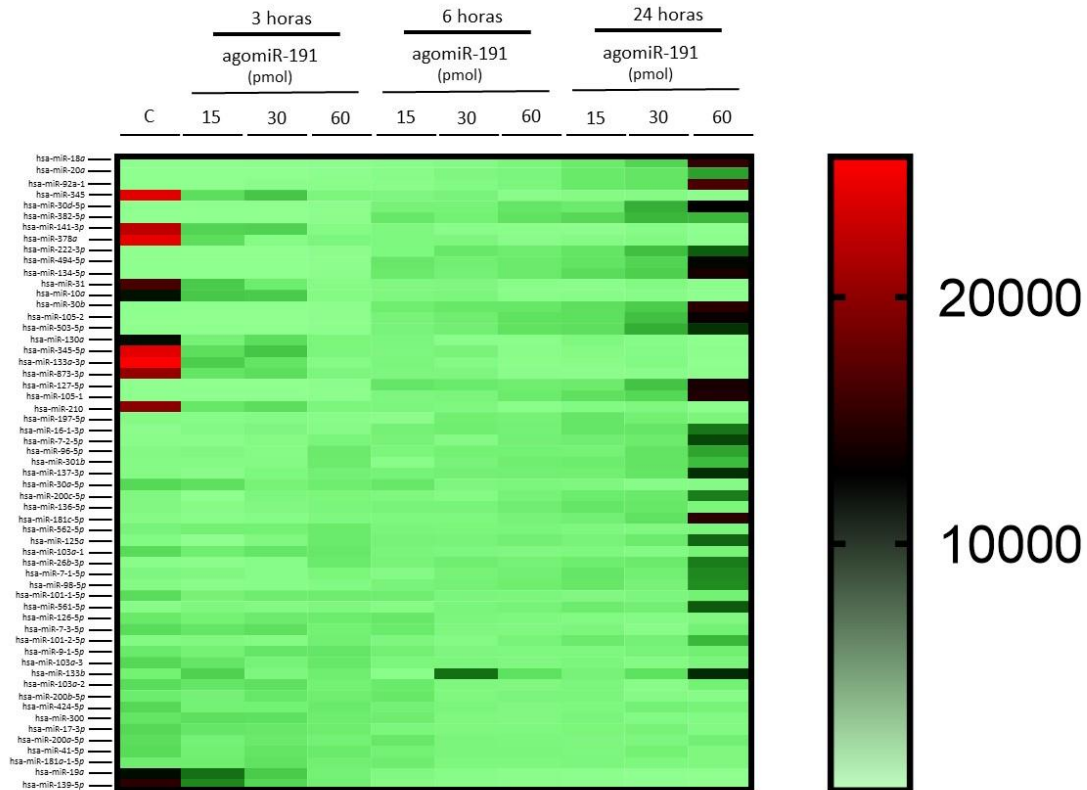 3 horas 6 horas 24 horas
agomiR-191 agomiR-191 agomiR-191
(pmol) (pmol) (pmol)
C 15 30 60 15 30 60 15 30 60
hsa-miR-18a
hsa-miR-20a
hsa-miR-92a-1
hsa-miR-345
hsa-miR-30d-5p
hsa-miR-382-5p
hsa-miR-141-3p
hsa-miR-378a
hsa-miR-222-3p
hsa-miR-494-5p
hsa-miR-134-5p
hsa-miR-31
hsa-miR-10a
hsa-miR-30b
hsa-miR-105-2
hsa-miR-503-5p
hsa-miR-130a
hsa-miR-345-5p
hsa-miR-133a-3p
hsa-miR-873-3p
hsa-miR-127-5p
hsa-miR-105-1
hsa-miR-210
hsa-miR-197-5p
hsa-miR-16-1-3p
hsa-miR-7-2-5p
hsa-miR-96-5p
hsa-miR-301b
hsa-miR-137-3p
hsa-miR-30a-5p
hsa-miR-200c-5p
hsa-miR-136-5p
hsa-miR-181c-5p
hsa-miR-562-5p
hsa-miR-125a
hsa-miR-103a-1
hsa-miR-26b-3p
hsa-miR-7-1-5p
hsa-miR-98-5p
hsa-miR-101-1-5p
hsa-miR-561-5p
hsa-miR-126-5p
hsa-miR-7-3-5p
hsa-miR-101-2-5p
hsa-miR-9-1-5p
hsa-miR-103a-3
hsa-miR-133b
hsa-miR-103a-2
hsa-miR-200b-5p
hsa-miR-424-5p
hsa-miR-300
hsa-miR-17-3p
hsa-miR-200a-5p
hsa-miR-41-5p
hsa-miR-181a-1-5p
hsa-miR-19a
hsa-miR-139-5p
20000
10000